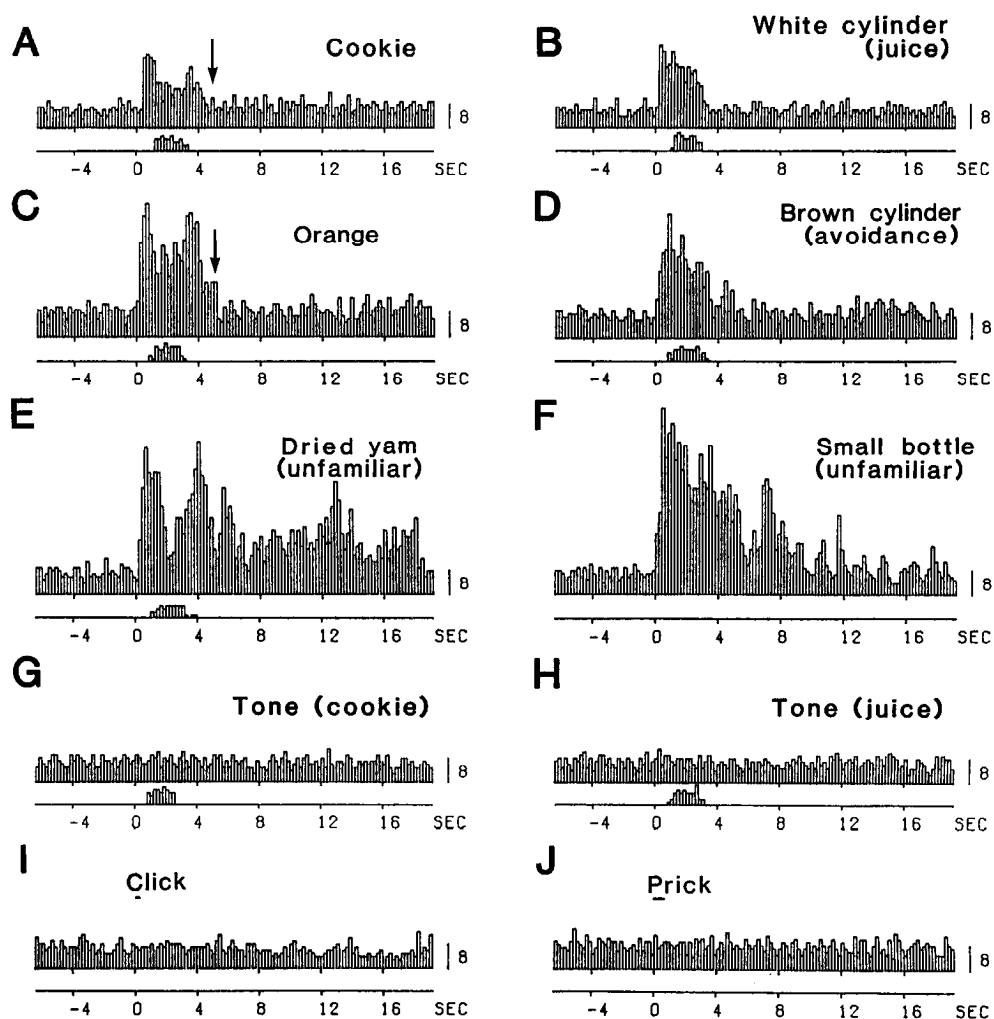 A
Cookie
8
-4 0 4 8 12 16 SEC
B
White cylinder
(juice)
8
-4 0 4 8 12 16 SEC
C
Orange
8
-4 0 4 8 12 16 SEC
D
Brown cylinder
(avoidance)
8
-4 0 4 8 12 16 SEC
E
Dried yam
(unfamiliar)
8
-4 0 4 8 12 16 SEC
F
Small bottle
(unfamiliar)
8
-4 0 4 8 12 16 SEC
G
Tone (cookie)
8
-4 0 4 8 12 16 SEC
H
Tone (juice)
8
-4 0 4 8 12 16 SEC
I
Click
8
-4 0 4 8 12 16 SEC
J
Prick
8
-4 0 4 8 12 16 SEC